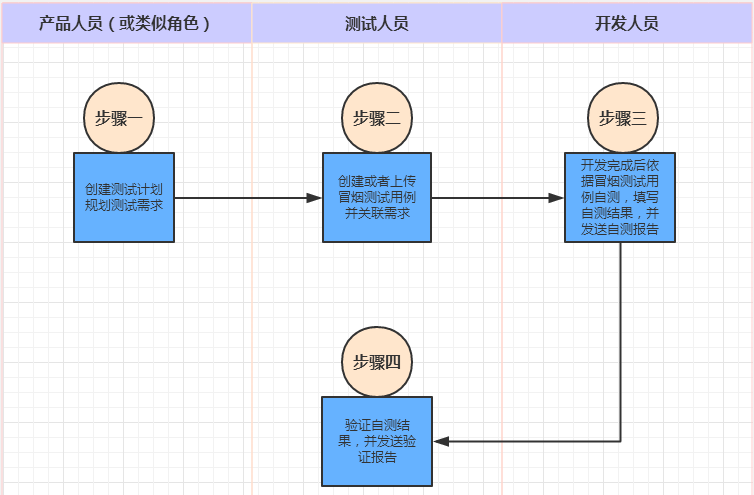 产品人员（或类似角色）
测试人员
开发人员
步骤一
创建测试计划
规划测试需求
步骤二
创建或者上传
冒烟测试用例
并关联需求
步骤三
开发完成后依
据冒烟测试用
例自测，填写
自测结果，并
发送自测报告
步骤四
验证自测结
果，并发送验
证报告